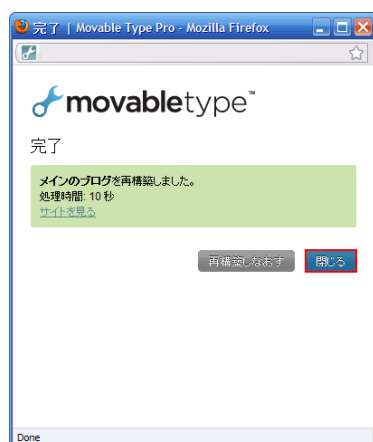 完了 | Movable Type Pro - Mozilla Firefox
movabletype™
完了
メインのブログを再構築しました。
処理時間: 10 秒
サイトを見る
再構築しなおす 閉じる
Done